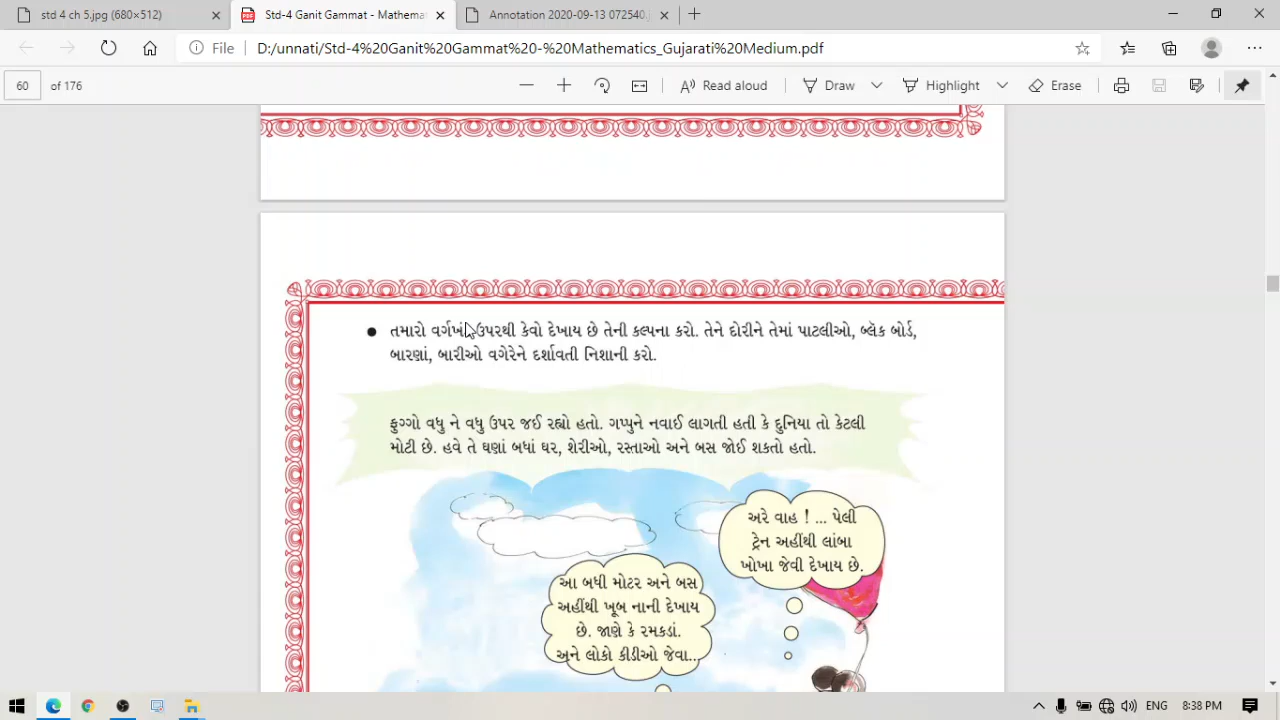 std 4 ch 5.jpg (680×512)
Std-4 Ganit Gammat - Mathema
Annotation 2020-09-13 072540.j
File
D:/unnati/Std-4%20Ganit%20Gammat%20-%20Mathematics_Gujarati%20Medium.pdf
60 of 176
Read aloud
Draw
Highlight
Erase
તમારો વર્ગખં ઉપરથી કેવો દેખાય છે તેની કલ્પના કરો. તેને દોરીને તેમાં પાટલીઓ, બ્લૅક બોર્ડ,
બારણાં, બારીઓ વગેરેને દર્શાવતી નિશાની કરો.
ફુગ્ગો વધુ ને વધુ ઉપર જઈ રહ્યો હતો. ગપ્પુને નવાઈ લાગતી હતી કે દુનિયા તો કેટલી
મોટી છે. હવે તે ઘણાં બધાં ઘર, શેરીઓ, રસ્તાઓ અને બસ જોઈ શકતો હતો.
અરે વાહ ! ... પેલી
ટ્રેન અહીંથી લાંબા
ખોખા જેવી દેખાય છે.
આ બધી મોટર અને બસ
અહીંથી ખૂબ નાની દેખાય
છે. જાણે કે રમકડાં.
અને લોકો કીડીઓ જેવા...
ENG
8:38 PM